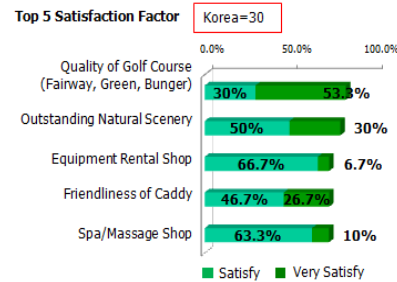 Top 5 Satisfaction Factor
Korea=30
0.0% 50.0% 100.0%
Quality of Golf Course
(Fairway, Green, Bunger)
30% 53.3%
Outstanding Natural Scenery
50% 30%
Equipment Rental Shop
66.7% 6.7%
Friendliness of Caddy
46.7% 26.7%
Spa/Massage Shop
63.3% 10%
Satisfy Very Satisfy